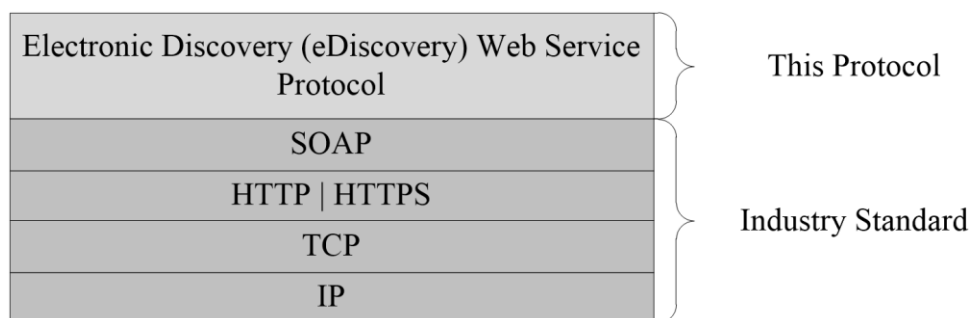 Electronic Discovery (eDiscovery) Web Service
Protocol
This Protocol
SOAP
HTTP | HTTPS
TCP
IP
Industry Standard